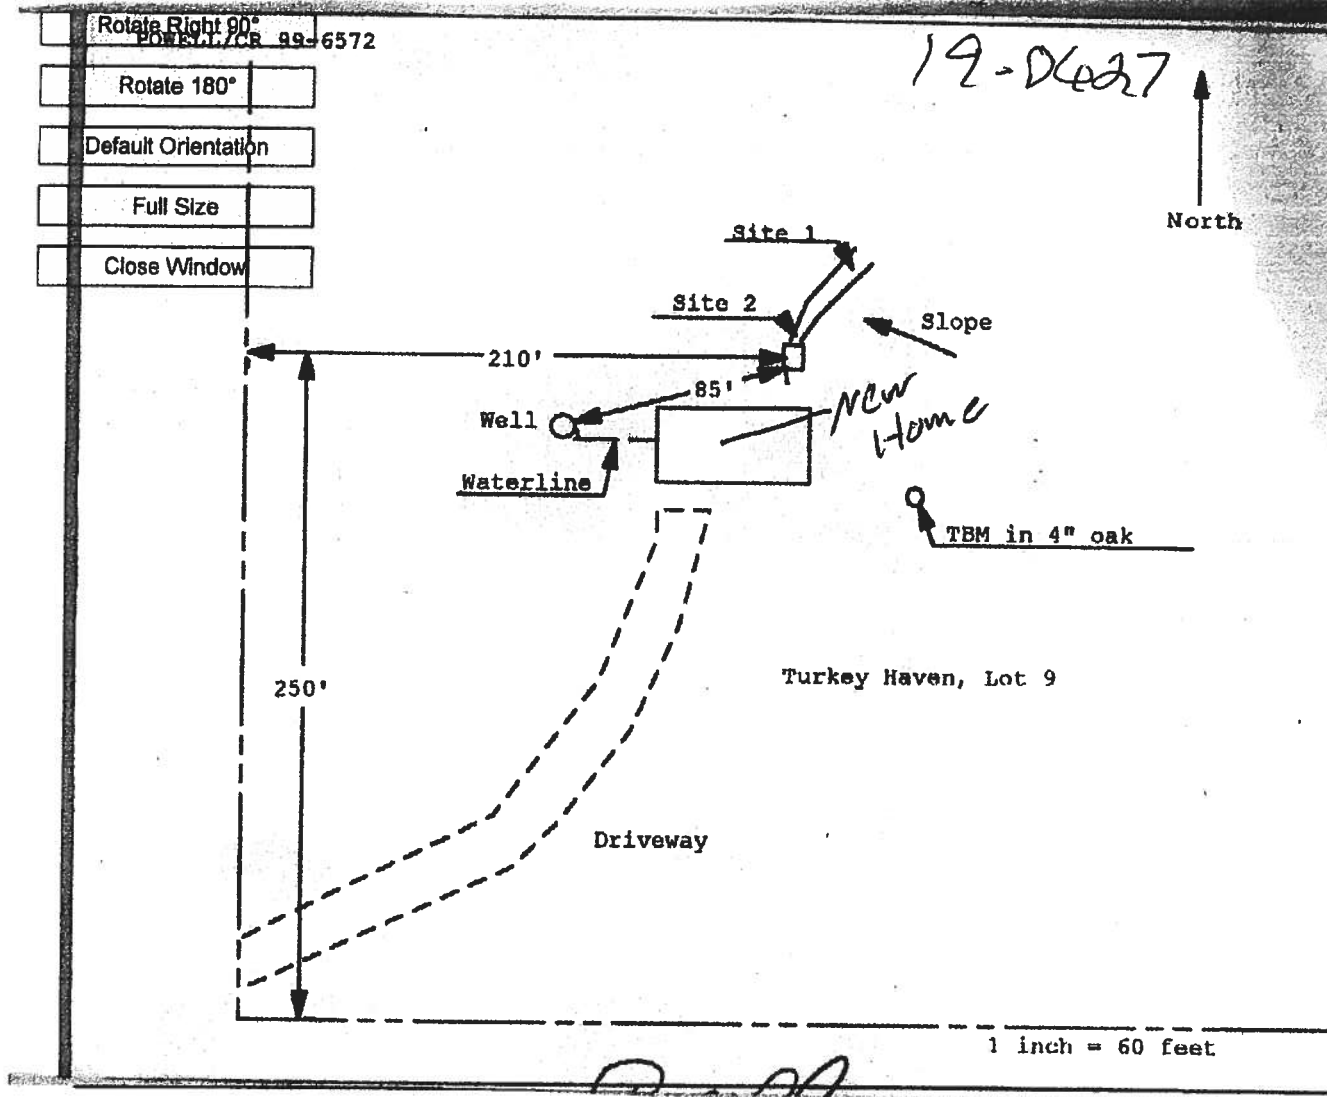 Rotate Right 90°
POWELL/CR 99-6572
19-D427
Rotate 180°
Default Orientation
Full Size
North
Site 1
Close Window
Site 2
Slope
210'
85'
New
Home
Well
Waterline
TBM in 4" oak
Turkey Haven, Lot 9
250'
Driveway
1 inch = 60 feet